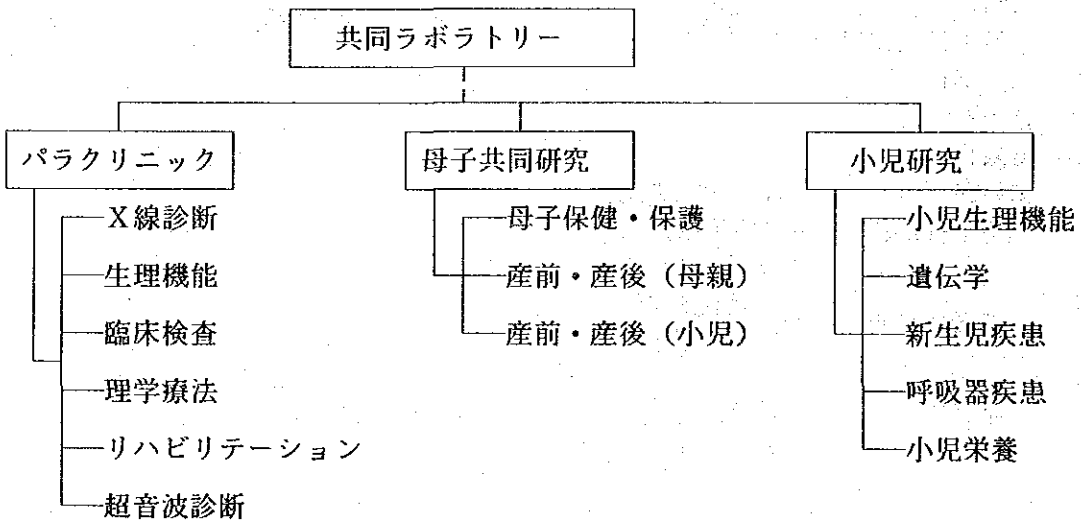 共同ラボラトリー
パラクリニック
X線診断
生理機能
臨床検査
理学療法
リハビリテーション
超音波診断
母子共同研究
母子保健・保護
産前・産後（母親）
産前・産後（小児）
小児研究
小児生理機能
遺伝学
新生児疾患
呼吸器疾患
小児栄養